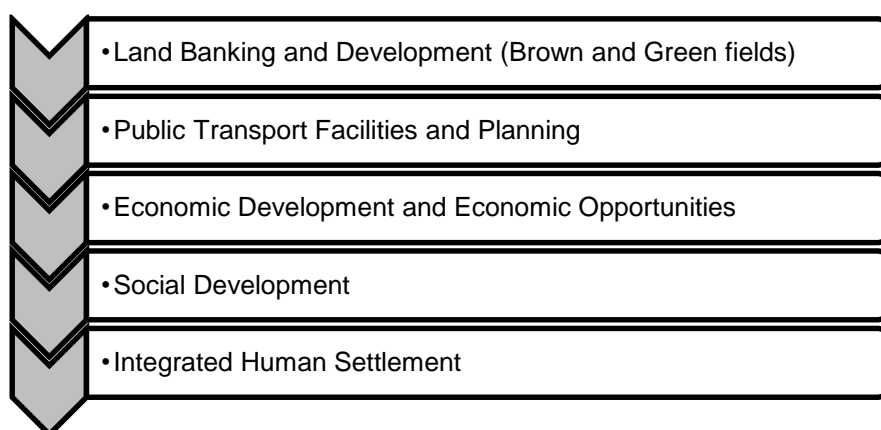 •Land Banking and Development (Brown and Green fields)
•Public Transport Facilities and Planning
•Economic Development and Economic Opportunities
•Social Development
•Integrated Human Settlement